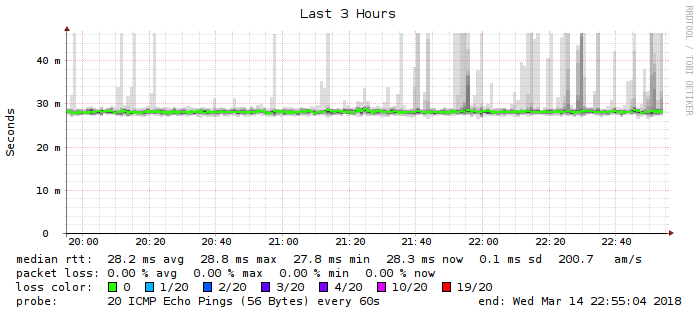 Last 3 Hours
RRDTOOL / TOBI OETIKER
Seconds
40 m
30 m
20 m
10 m
0
20:00 20:20 20:40 21:00 21:20 21:40 22:00 22:20 22:40
median rtt: 28.2 ms avg 28.8 ms max 27.8 ms min 28.3 ms now 0.1 ms sd 200.7 am/s
packet loss: 0.00 % avg 0.00 % max 0.00 % min 0.00 % now
loss color: 0 1/20 2/20 3/20 4/20 10/20 19/20
probe: 20 ICMP Echo Pings (56 Bytes) every 60s end: Wed Mar 14 22:55:04 2018